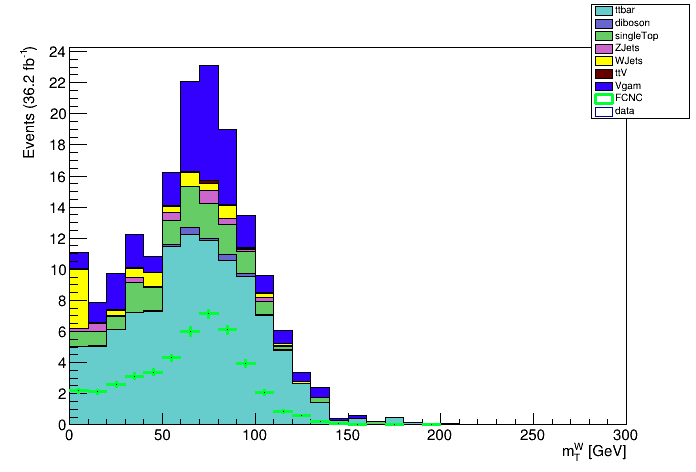 ttbar
diboson
singleTop
ZJets
WJets
ttV
Vgam
FCNC
data
Events (36.2 fb⁻¹)
24
22
20
18
16
14
12
10
8
6
4
2
0
0 50 100 150 200 250 300
m_T^W [GeV]